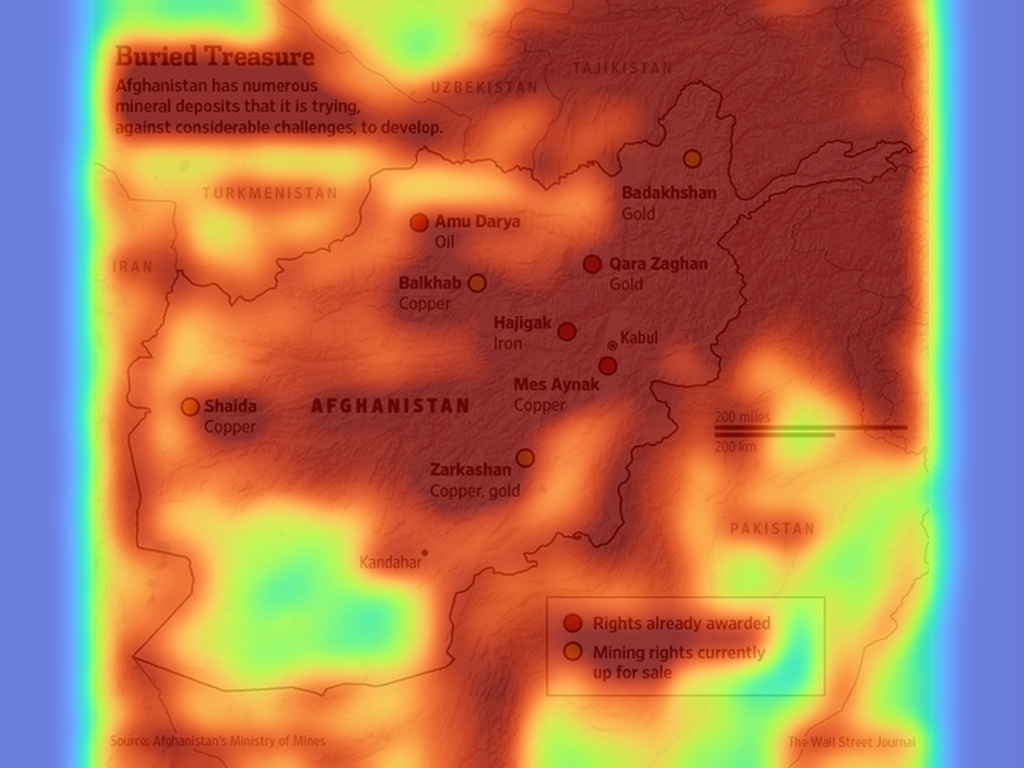 Buried Treasure
Afghanistan has numerous
mineral deposits that it is trying,
against considerable challenges, to develop.
UZBEKISTAN
TAJIKISTAN
TURKMENISTAN
IRAN
Badakhshan
Gold
Amu Darya
Oil
Qara Zaghan
Gold
Balkhab
Copper
Hajigak
Iron
Kabul
Mes Aynak
Copper
Shaida
Copper
AFGHANISTAN
200 miles
200 km
Zarkashan
Copper, gold
PAKISTAN
Kandahar
Rights already awarded
Mining rights currently
up for sale
Source: Afghanistan's Ministry of Mines
The Wall Street Journal